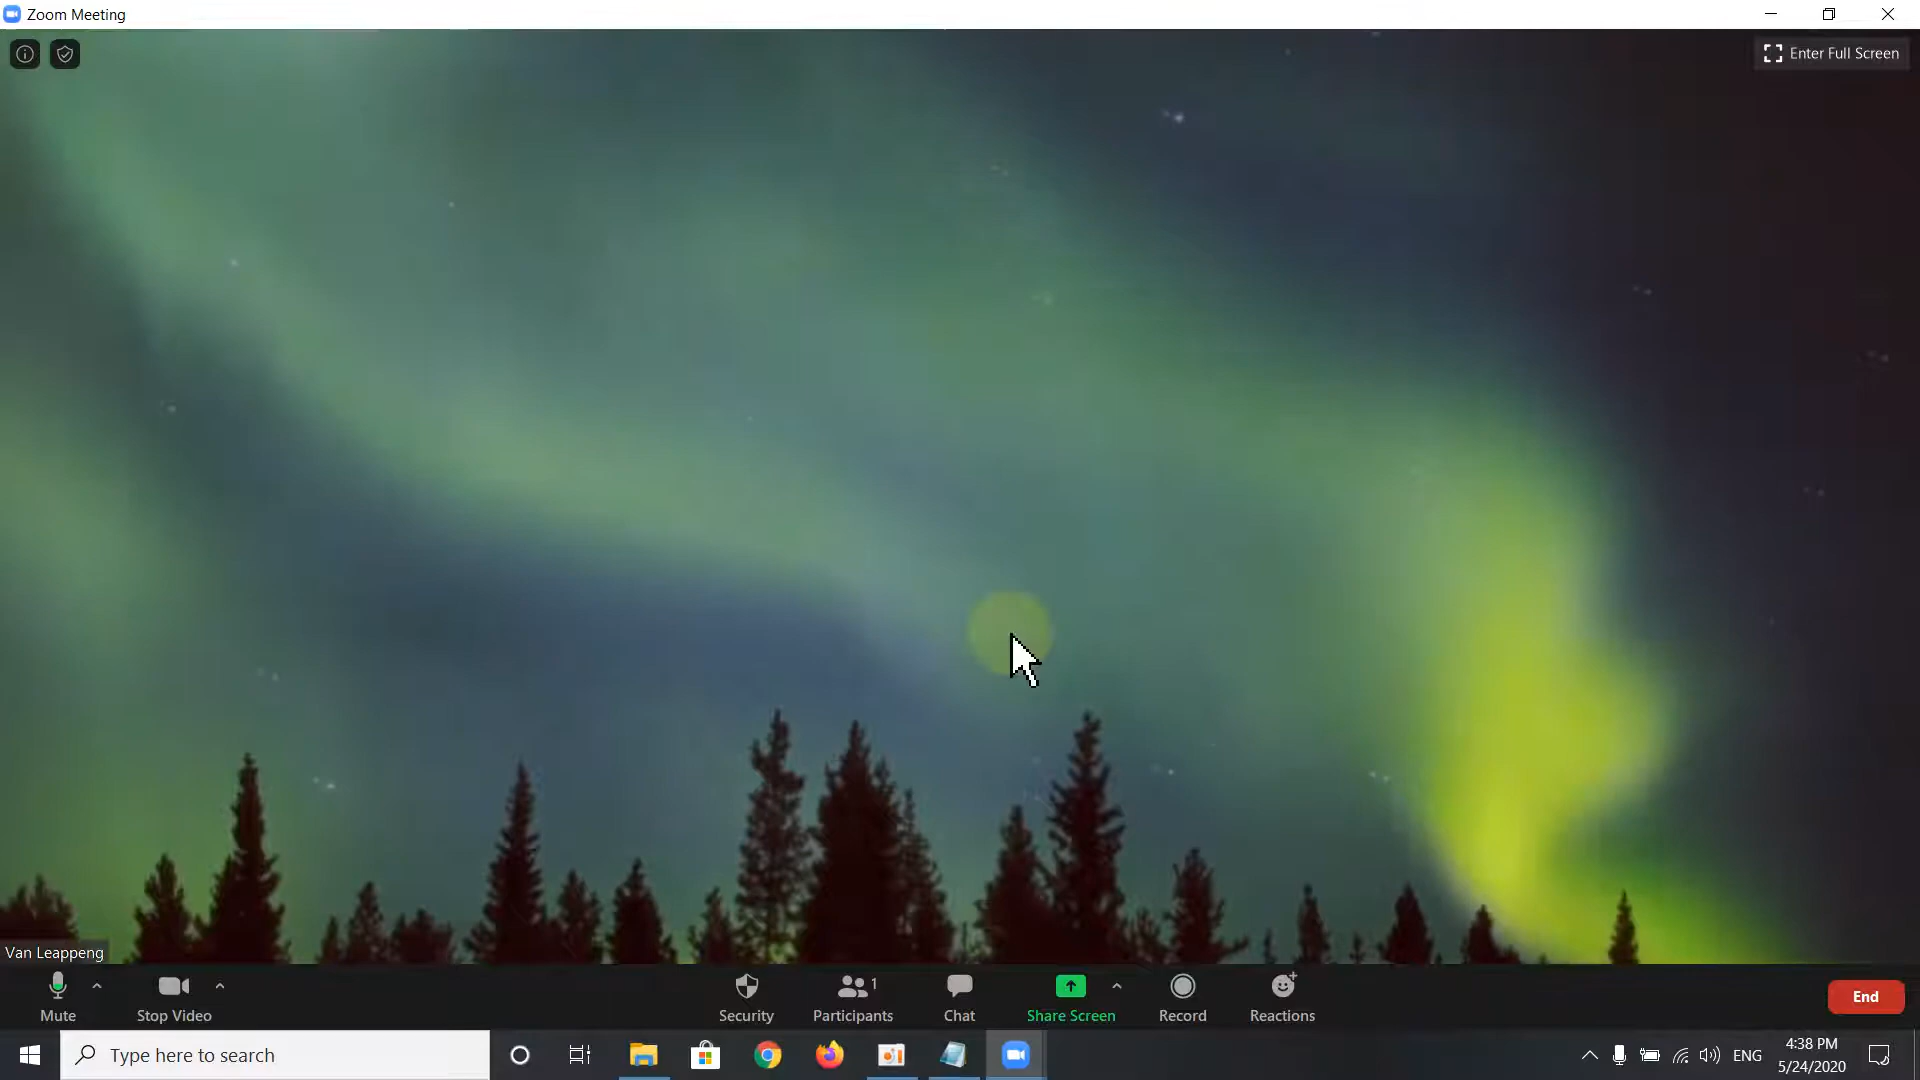 Zoom Meeting
Enter Full Screen
Van Leappeng
Mute
Stop Video
Security
Participants 1
Chat
Share Screen
Record
Reactions
End
Type here to search
ENG
4:38 PM
5/24/2020